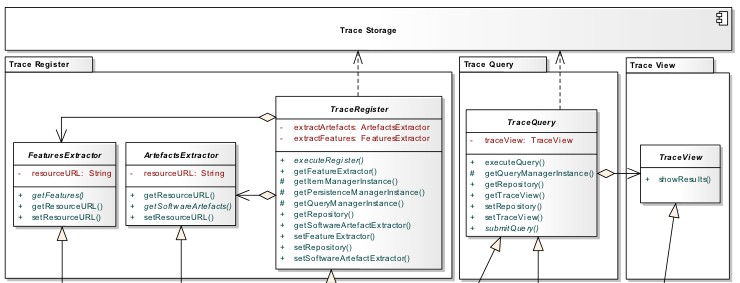 Trace Storage
Trace Register
Trace Query
Trace View
FeaturesExtractor
- resourceURL: String
+ getFeatures()
+ getResourceURL()
+ setResourceURL()
ArtefactsExtractor
- resourceURL: String
+ getResourceURL()
+ getSoftwareArtefacts()
+ setResourceURL()
TraceRegister
- extractArtefacts: ArtefactsExtractor
- extractFeatures: FeaturesExtractor
+ executeRegister()
+ getFeatureExtractor()
# getItemManagerInstance()
# getPersistenceManagerInstance()
# getQueryManagerInstance()
+ getRepository()
+ getSoftwareArtefactExtractor()
+ setFeatureExtractor()
+ setRepository()
+ setSoftwareArtefactExtractor()
TraceQuery
- traceView: TraceView
+ executeQuery()
# getQueryManagerInstance()
+ getRepository()
+ getTraceView()
+ setRepository()
+ setTraceView()
+ submitQuery()
TraceView
+ showResults()